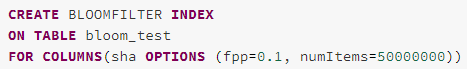 CREATE BLOOMFILTER INDEX
ON TABLE bloom_test
FOR COLUMNS(sha OPTIONS (fpp=0.1, numItems=50000000))